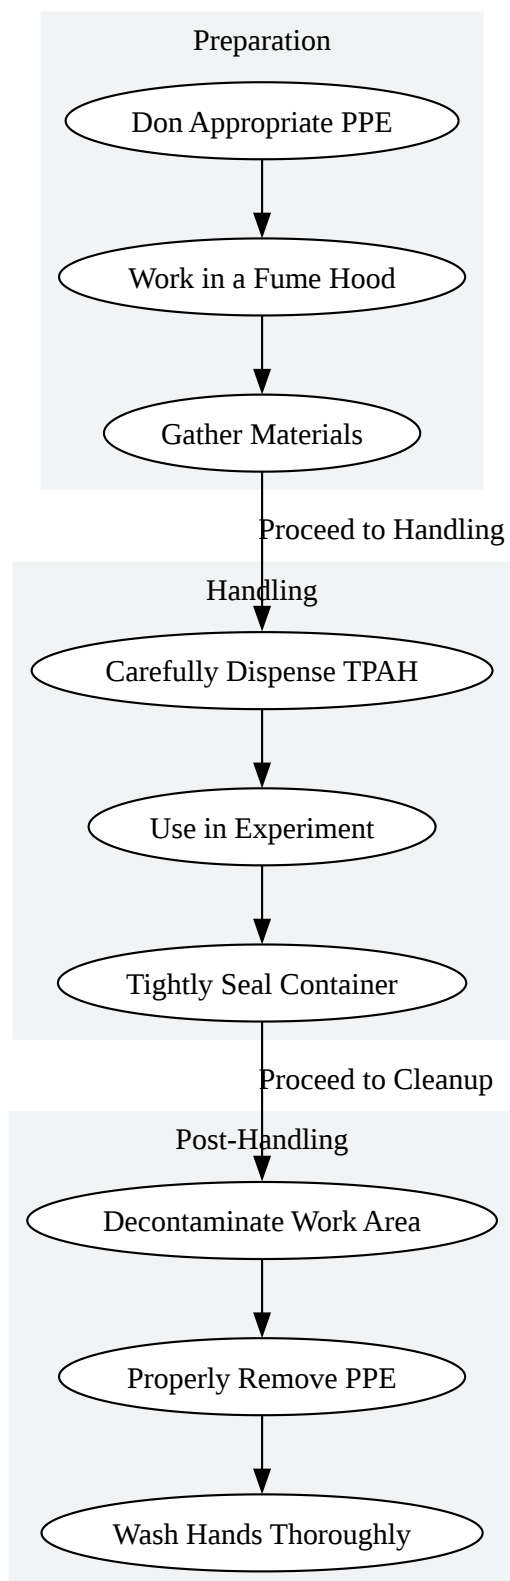 Preparation
Don Appropriate PPE
Work in a Fume Hood
Gather Materials
Proceed to Handling
Handling
Carefully Dispense TPAH
Use in Experiment
Tightly Seal Container
Proceed to Cleanup
Post-Handling
Decontaminate Work Area
Properly Remove PPE
Wash Hands Thoroughly